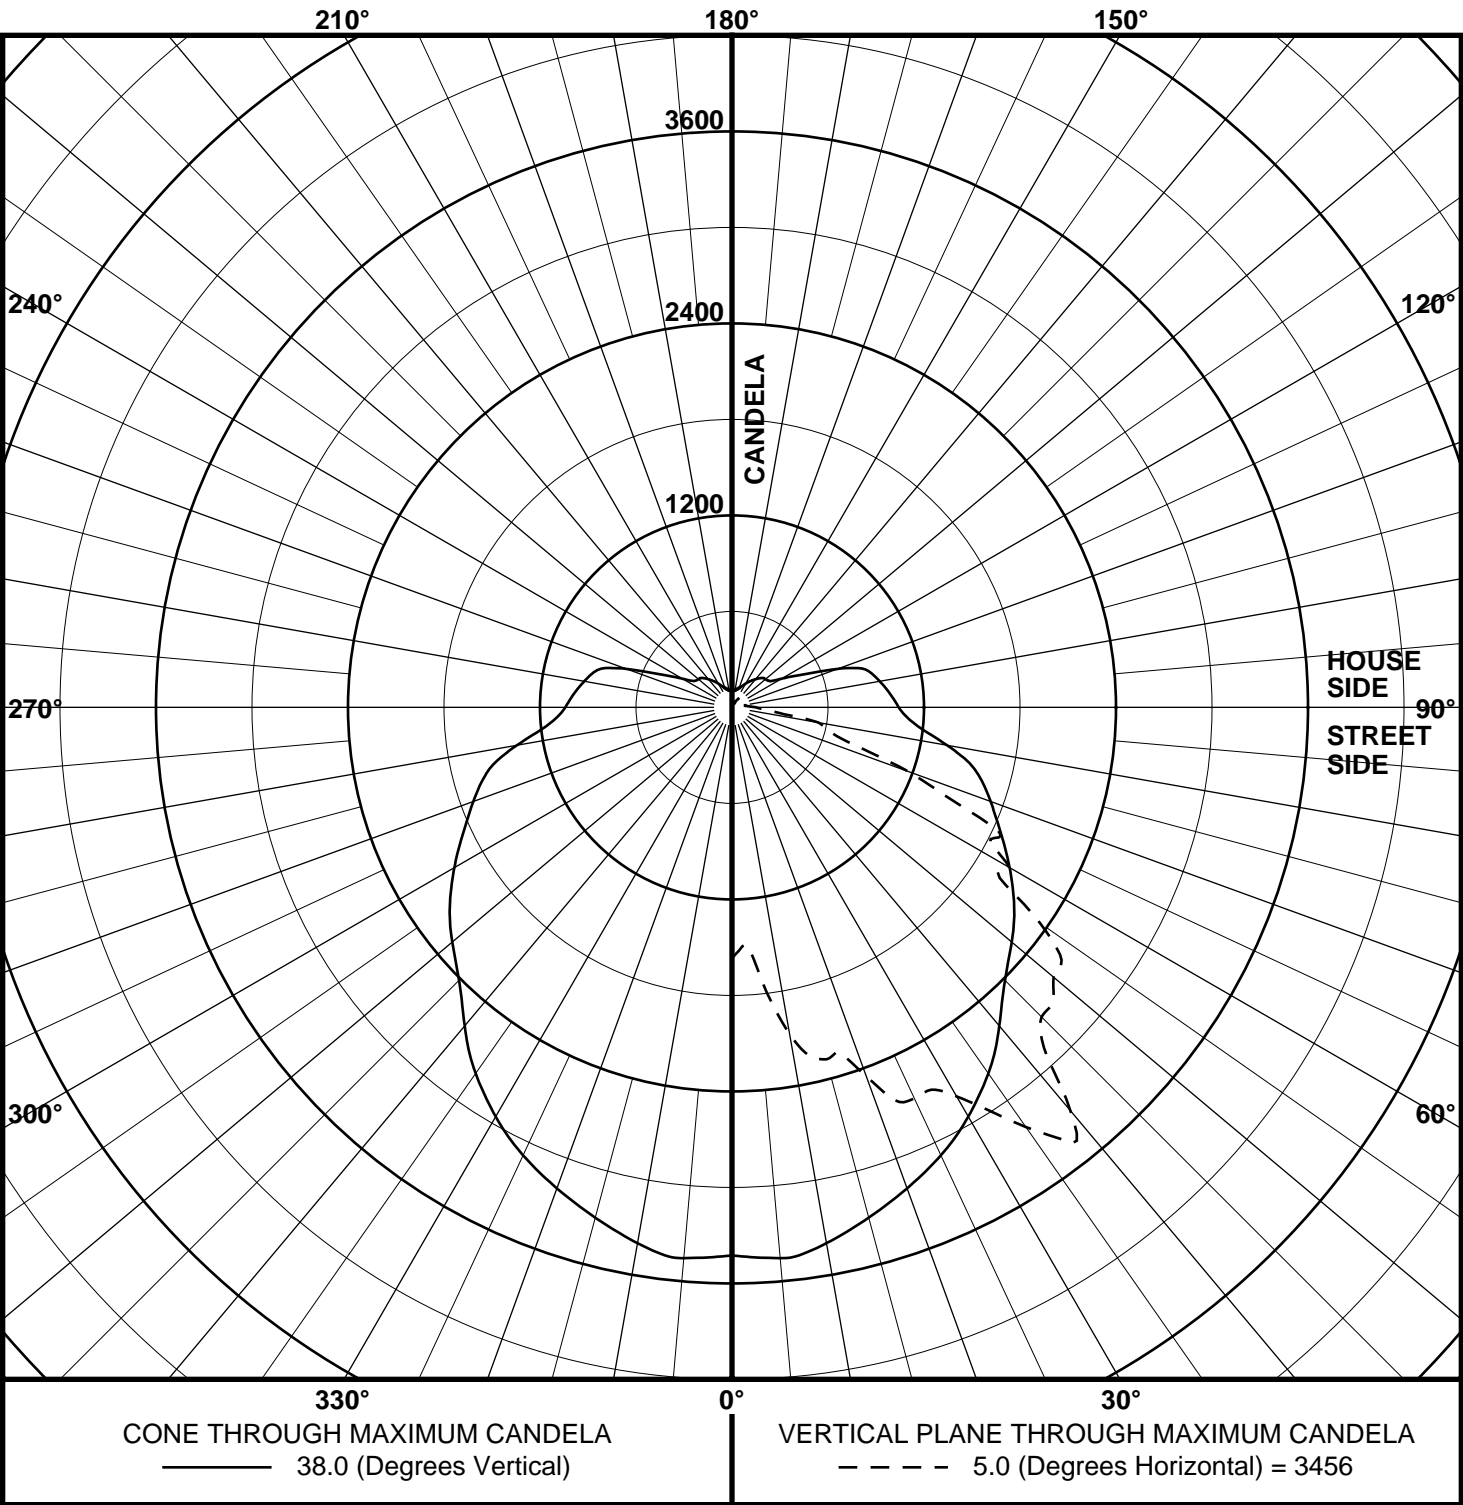 210° 180° 150°
3600
240° 120°
2400
CANDELA
1200
HOUSE
SIDE
270° 90°
STREET
SIDE
300° 60°
330° 0° 30°
CONE THROUGH MAXIMUM CANDELA
38.0 (Degrees Vertical)
VERTICAL PLANE THROUGH MAXIMUM CANDELA
5.0 (Degrees Horizontal) = 3456